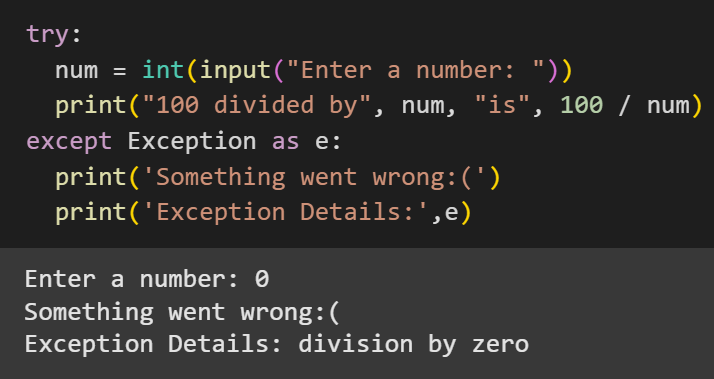 try:
  num = int(input("Enter a number: "))
  print("100 divided by", num, "is", 100 / num)
except Exception as e:
  print('Something went wrong:(')
  print('Exception Details:',e)
Enter a number: 0
Something went wrong:(
Exception Details: division by zero